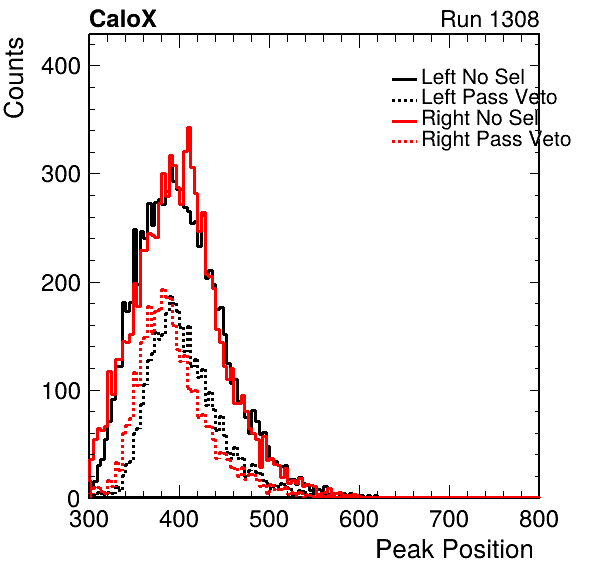 CaloX Run 1308
Counts
400
300
200
100
0
Left No Sel
Left Pass Veto
Right No Sel
Right Pass Veto
300 400 500 600 700 800
Peak Position